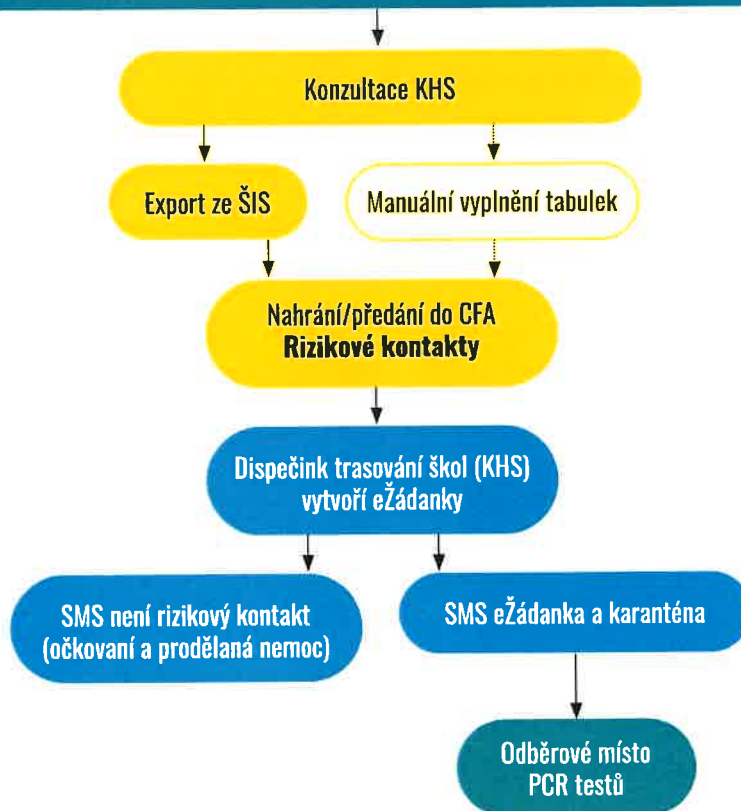 Konzultace KHS
Export ze ŠIS
Manuální vyplnění tabulek
Nahrání/předání do CFA
Rizikové kontakty
Dispečink trasování škol (KHS)
vytvoří eŽádanky
SMS není rizikový kontakt
(očkovaní a prodělaná nemoc)
SMS eŽádanka a karanténa
Odběrové místo
PCR testů